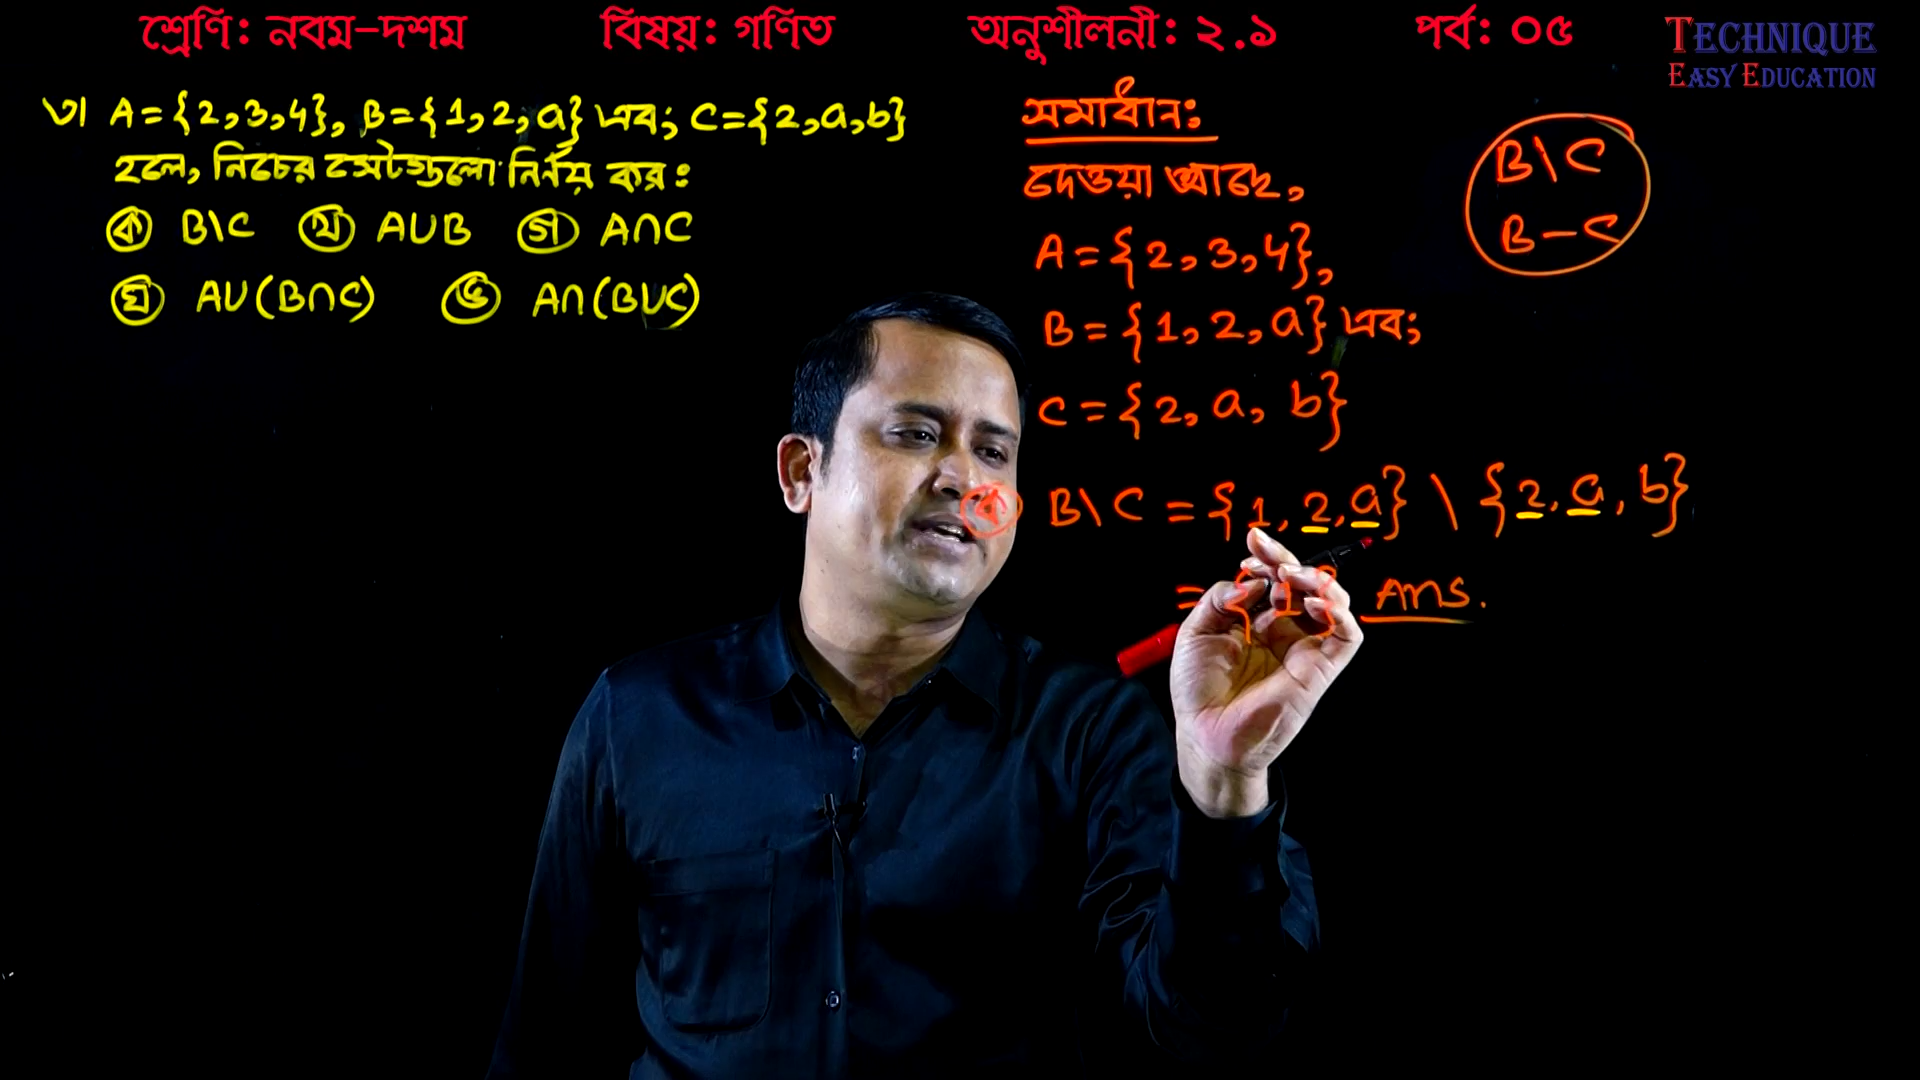 শ্রেণি: নবম-দশম বিষয়: গণিত অনুশীলনী: ২.১ পর্ব: ০৫
TECHNIQUE
EASY EDUCATION
৩। A={2,3,4}, B={1,2,a} এবং C={2,a,b}
হলে, নিচের সেটগুলো নির্ণয় কর:
(ক) B\C (খ) A∪B (গ) A∩C
(ঘ) A∪(B∩C) (ঙ) A∩(B∪C)
সমাধান:
দেওয়া আছে,
A={2,3,4},
B={1,2,a} এবং
C={2,a,b}
(ক) B\C={1,2,a}\{2,a,b}
={1} Ans.
B\C
B-C